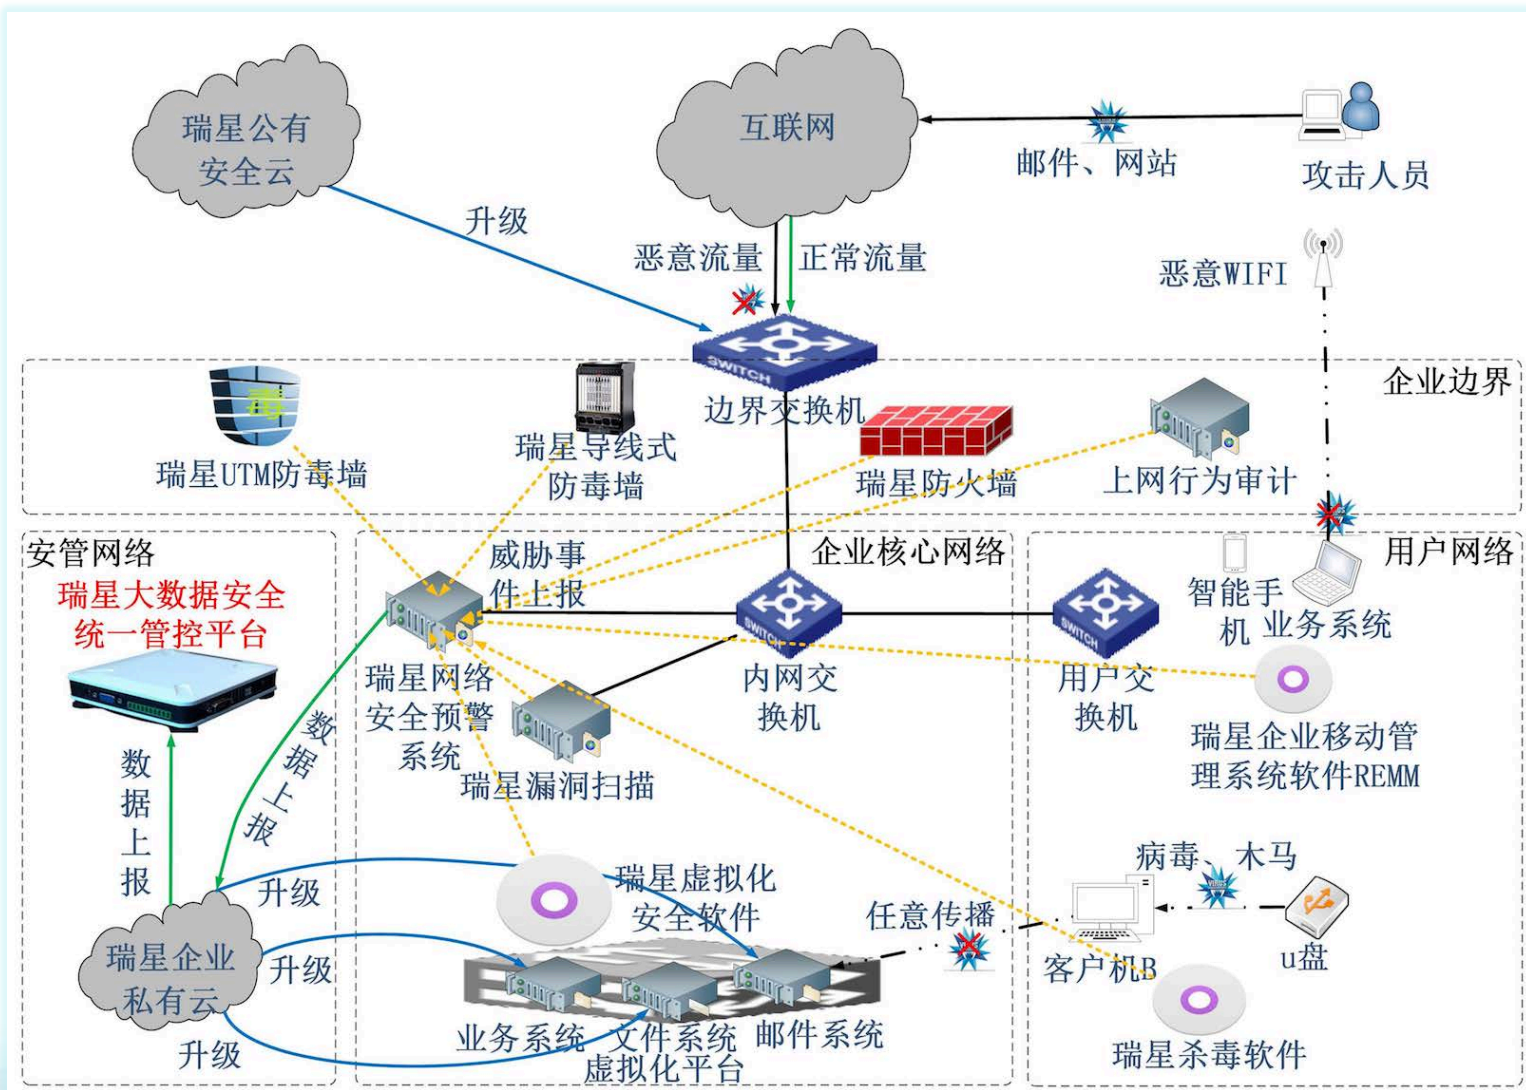 瑞星公有
安全云
互联网
邮件、网站
攻击人员
升级
恶意流量
正常流量
恶意WIFI
SWITCH
边界交换机
企业边界
瑞星UTM防毒墙
瑞星导线式
防毒墙
瑞星防火墙
上网行为审计
安管网络
瑞星大数据安全
统一管控平台
威胁事
件上报
企业核心网络
用户网络
智能手
机
业务系统
SWITCH
SWITCH
瑞星网络
安全预警
系统
内网交
换机
用户交
换机
瑞星漏洞扫描
瑞星企业移动管
理系统软件REMM
数据上报
数据上报
升级
瑞星虚拟化
安全软件
任意传播
病毒、木马
客户机B
u盘
瑞星企业
私有云
升级
升级
业务系统
文件系统
邮件系统
虚拟化平台
瑞星杀毒软件